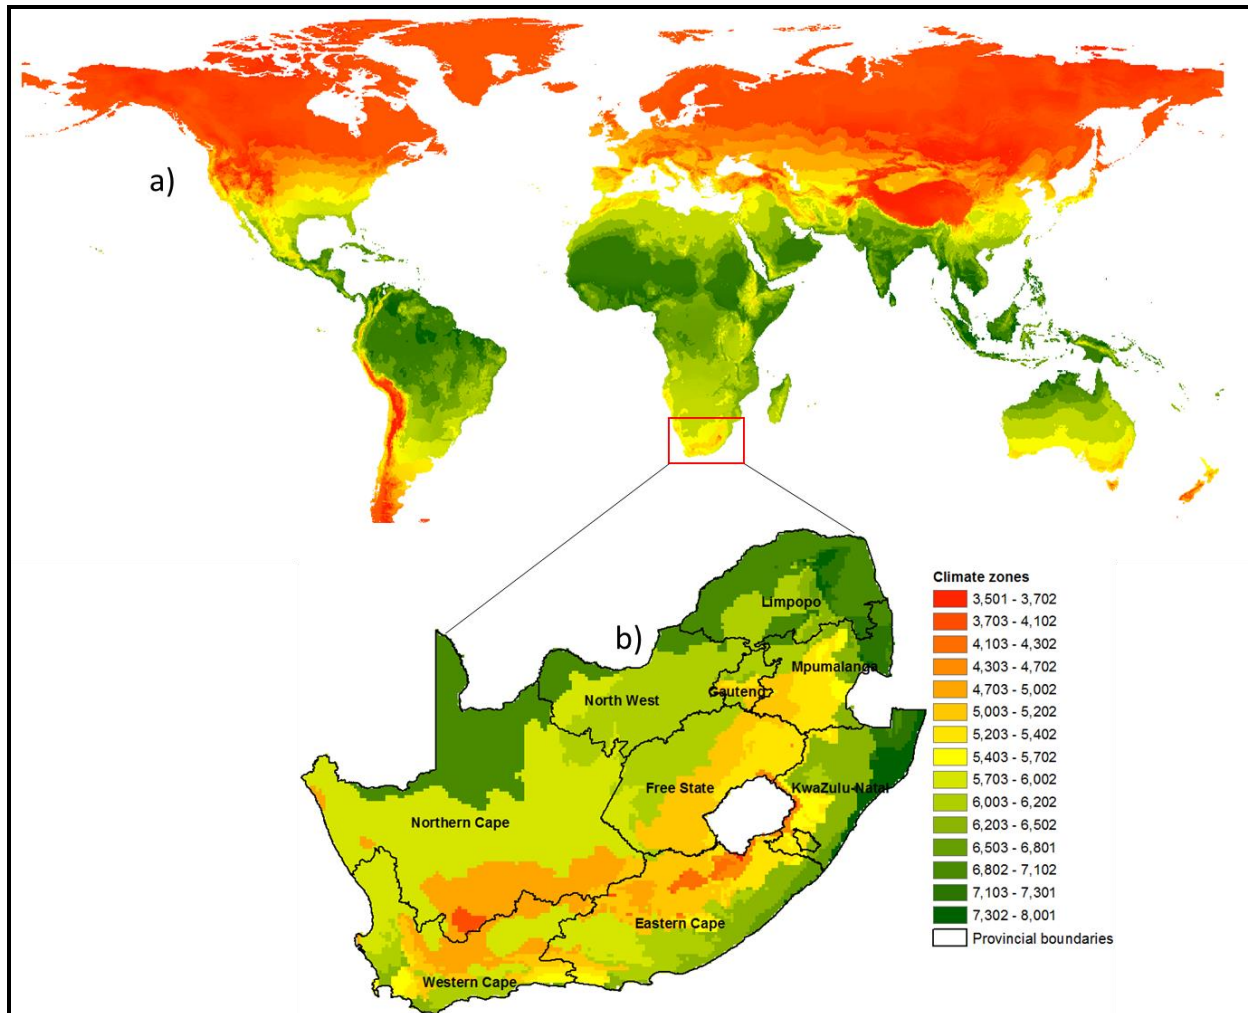 a)
b)
Limpopo
Mpumalanga
Gauteng
North West
Free State
KwaZulu-Natal
Northern Cape
Eastern Cape
Western Cape
Climate zones
3,501 - 3,702
3,703 - 4,102
4,103 - 4,302
4,303 - 4,702
4,703 - 5,002
5,003 - 5,202
5,203 - 5,402
5,403 - 5,702
5,703 - 6,002
6,003 - 6,202
6,203 - 6,502
6,503 - 6,801
6,802 - 7,102
7,103 - 7,301
7,302 - 8,001
Provincial boundaries